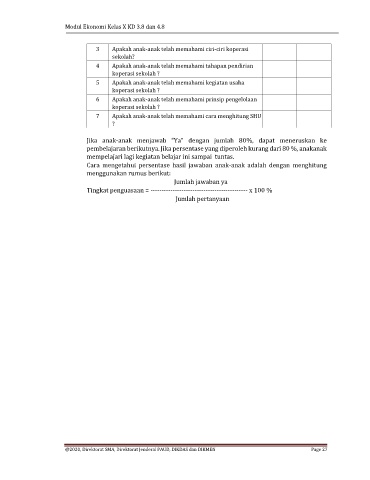 Modul Ekonomi Kelas X KD 3.8 dan 4.8
3 Apakah anak-anak telah memahami ciri-ciri koperasi
sekolah?
4 Apakah anak-anak telah memahami tahapan pendirian
koperasi sekolah ?
5 Apakah anak-anak telah memahami kegiatan usaha
koperasi sekolah ?
6 Apakah anak-anak telah memahami prinsip pengelolaan
koperasi sekolah ?
7 Apakah anak-anak telah memahami cara menghitung SHU
?
Jika anak-anak menjawab "Ya" dengan jumlah 80%, dapat meneruskan ke
pembelajaran berikutnya. Jika persentase yang diperoleh kurang dari 80 %, anakanak
mempelajari lagi kegiatan belajar ini sampai tuntas.
Cara mengetahui persentase hasil jawaban anak-anak adalah dengan menghitung
menggunakan rumus berikut:
Jumlah jawaban ya
Tingkat penguasaan = ------------------------------------------- x 100 %
Jumlah pertanyaan
@2020, Direktorat SMA, Direktorat Jenderal PAUD, DIKDAS dan DIKMEN Page 27